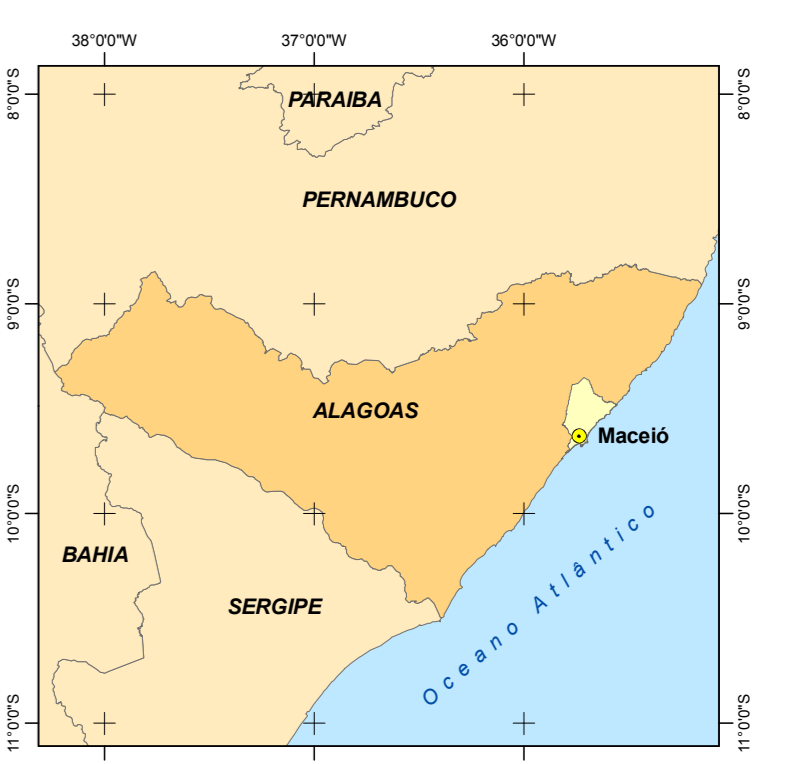 38°0'0"W 37°0'0"W 36°0'0"W
8°0'0"S 8°0'0"S
PARAIBA
PERNAMBUCO
9°0'0"S 9°0'0"S
ALAGOAS
Maceió
10°0'0"S 10°0'0"S
BAHIA
SERGIPE
Oceano Atlântico
11°0'0"S 11°0'0"S